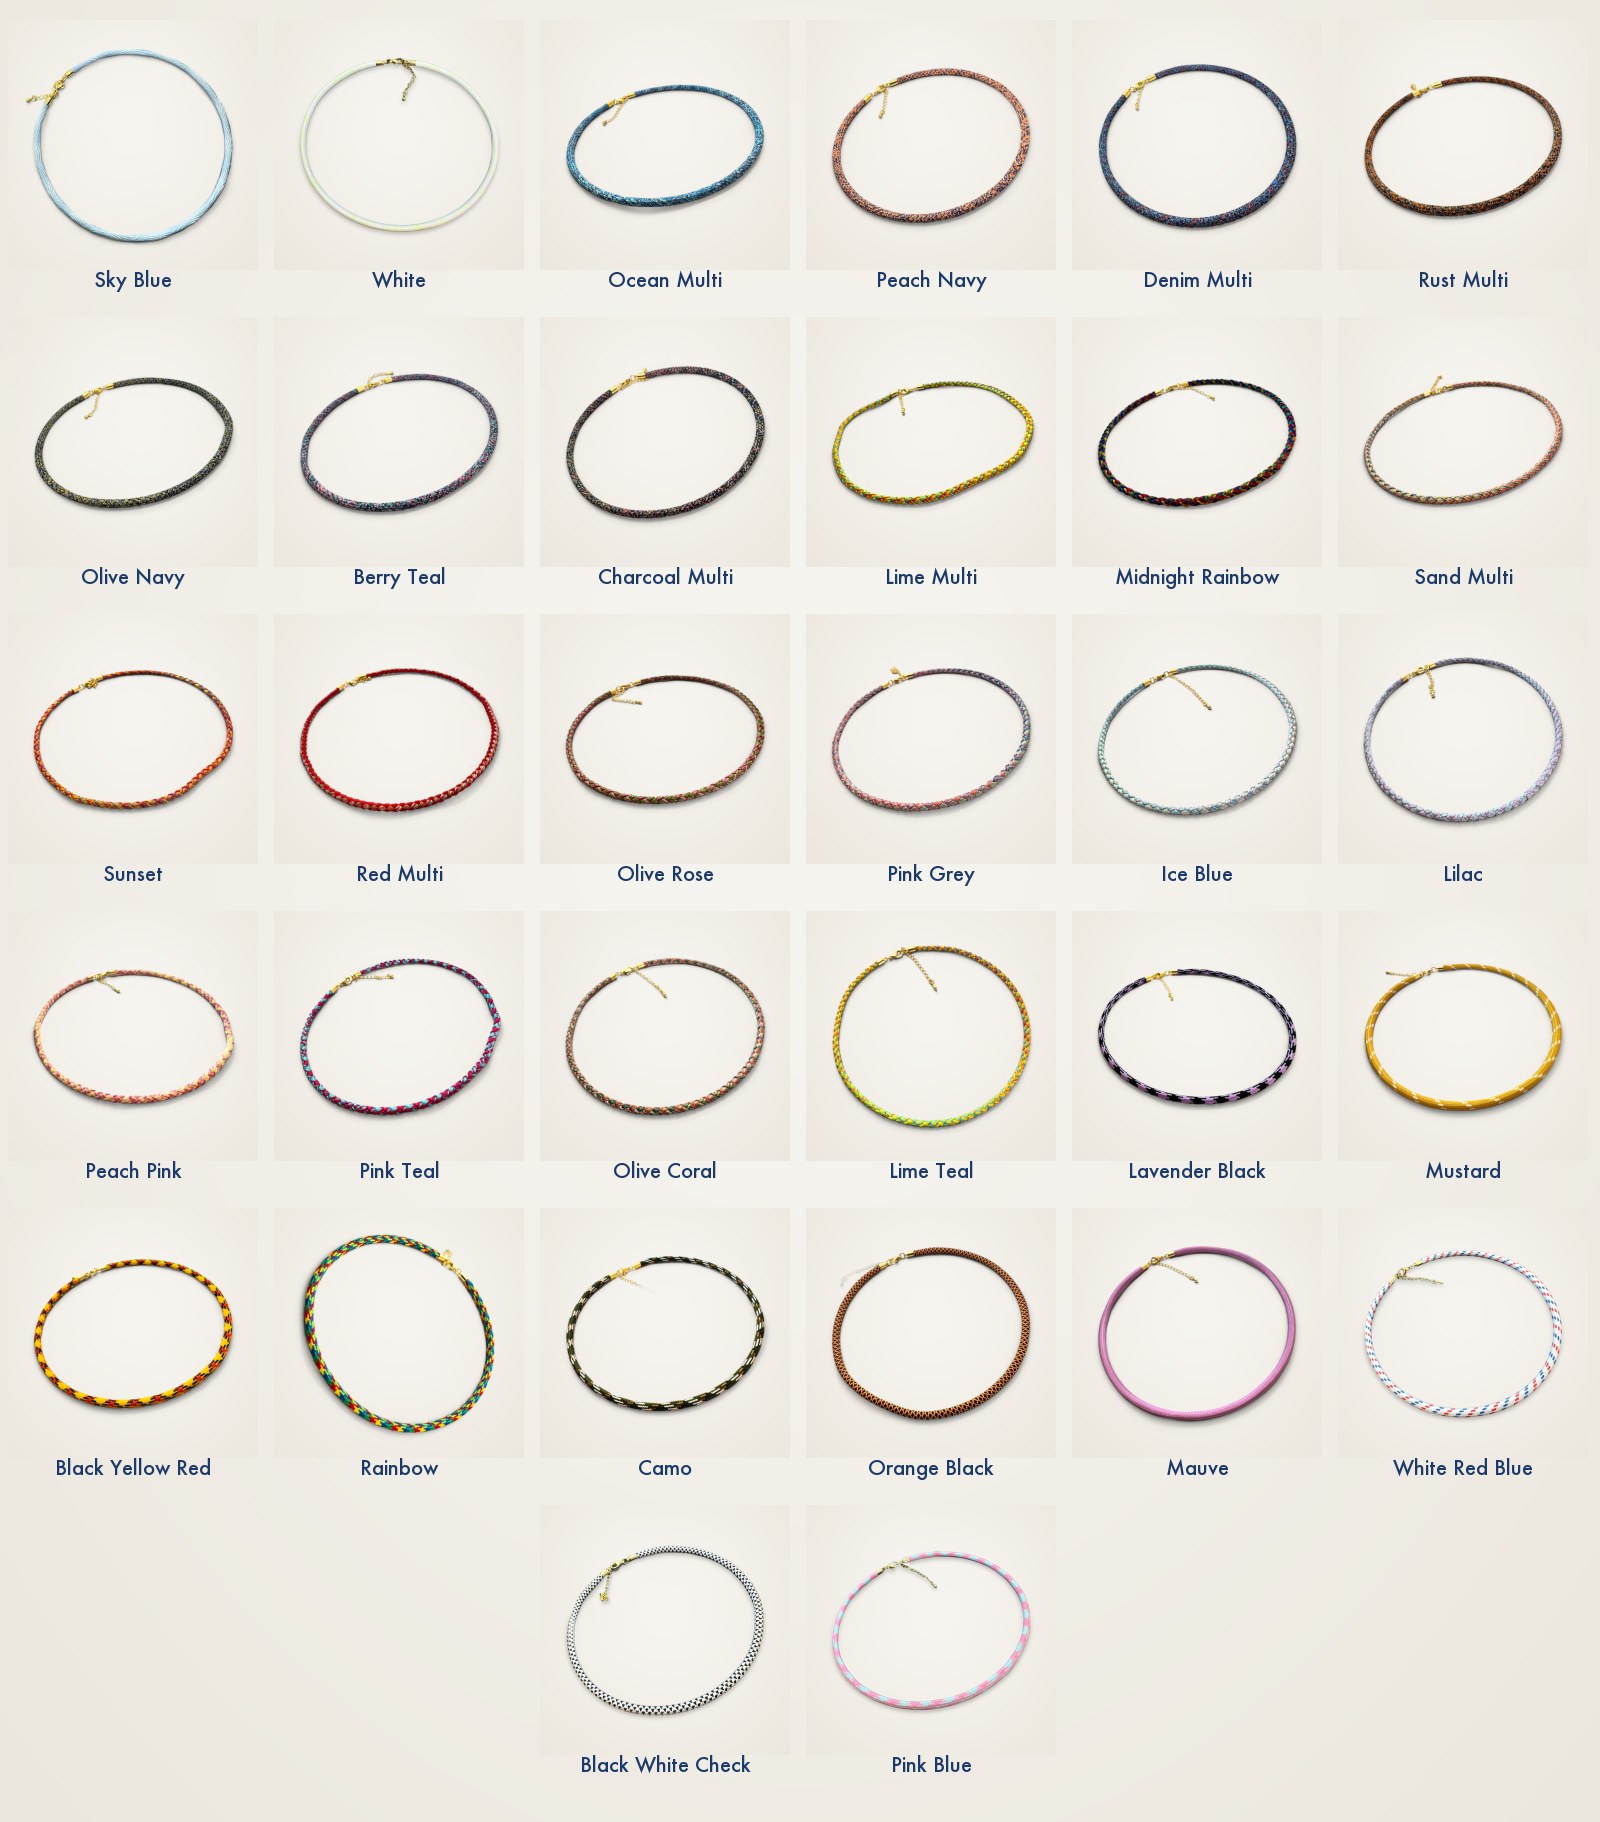 Sky Blue
White
Ocean Multi
Peach Navy
Denim Multi
Rust Multi
Olive Navy
Berry Teal
Charcoal Multi
Lime Multi
Midnight Rainbow
Sand Multi
Sunset
Red Multi
Olive Rose
Pink Grey
Ice Blue
Lilac
Peach Pink
Pink Teal
Olive Coral
Lime Teal
Lavender Black
Mustard
Black Yellow Red
Rainbow
Camo
Orange Black
Mauve
White Red Blue
Black White Check
Pink Blue